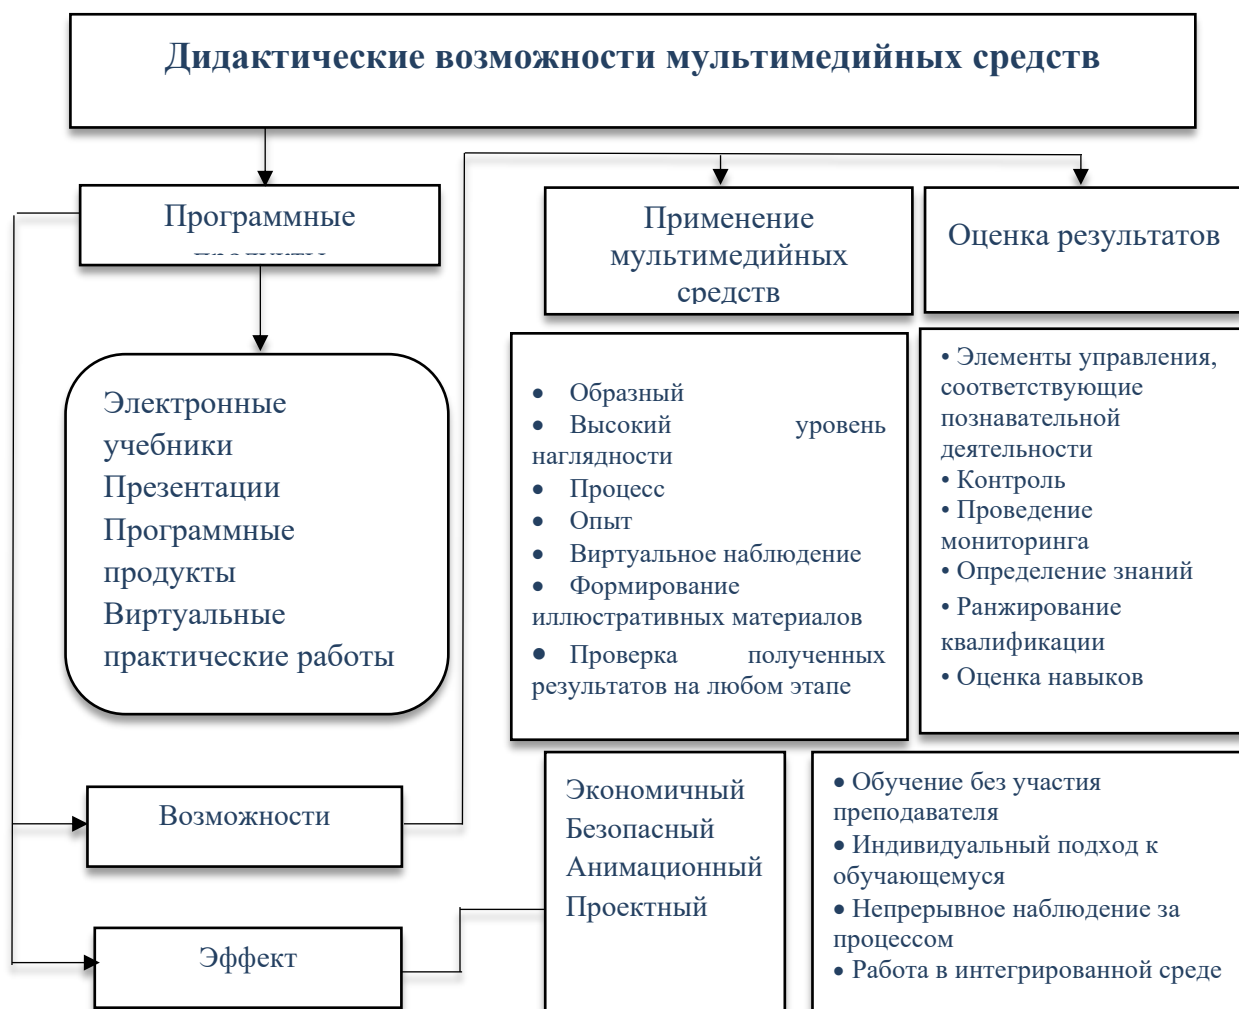 Дидактические возможности мультимедийных средств
Программные
Применение
мультимедийных
средств
Оценка результатов
Электронные
учебники
Презентации
Программные
продукты
Виртуальные
практические работы
• Образный
• Высокий уровень
наглядности
• Процесс
• Опыт
• Виртуальное наблюдение
• Формирование
иллюстративных материалов
• Проверка полученных
результатов на любом этапе
• Элементы управления,
соответствующие
познавательной
деятельности
• Контроль
• Проведение
мониторинга
• Определение знаний
• Ранжирование
квалификации
• Оценка навыков
Возможности
Эффект
Экономичный
Безопасный
Анимационный
Проектный
• Обучение без участия
преподавателя
• Индивидуальный подход к
обучающемуся
• Непрерывное наблюдение за
процессом
• Работа в интегрированной среде